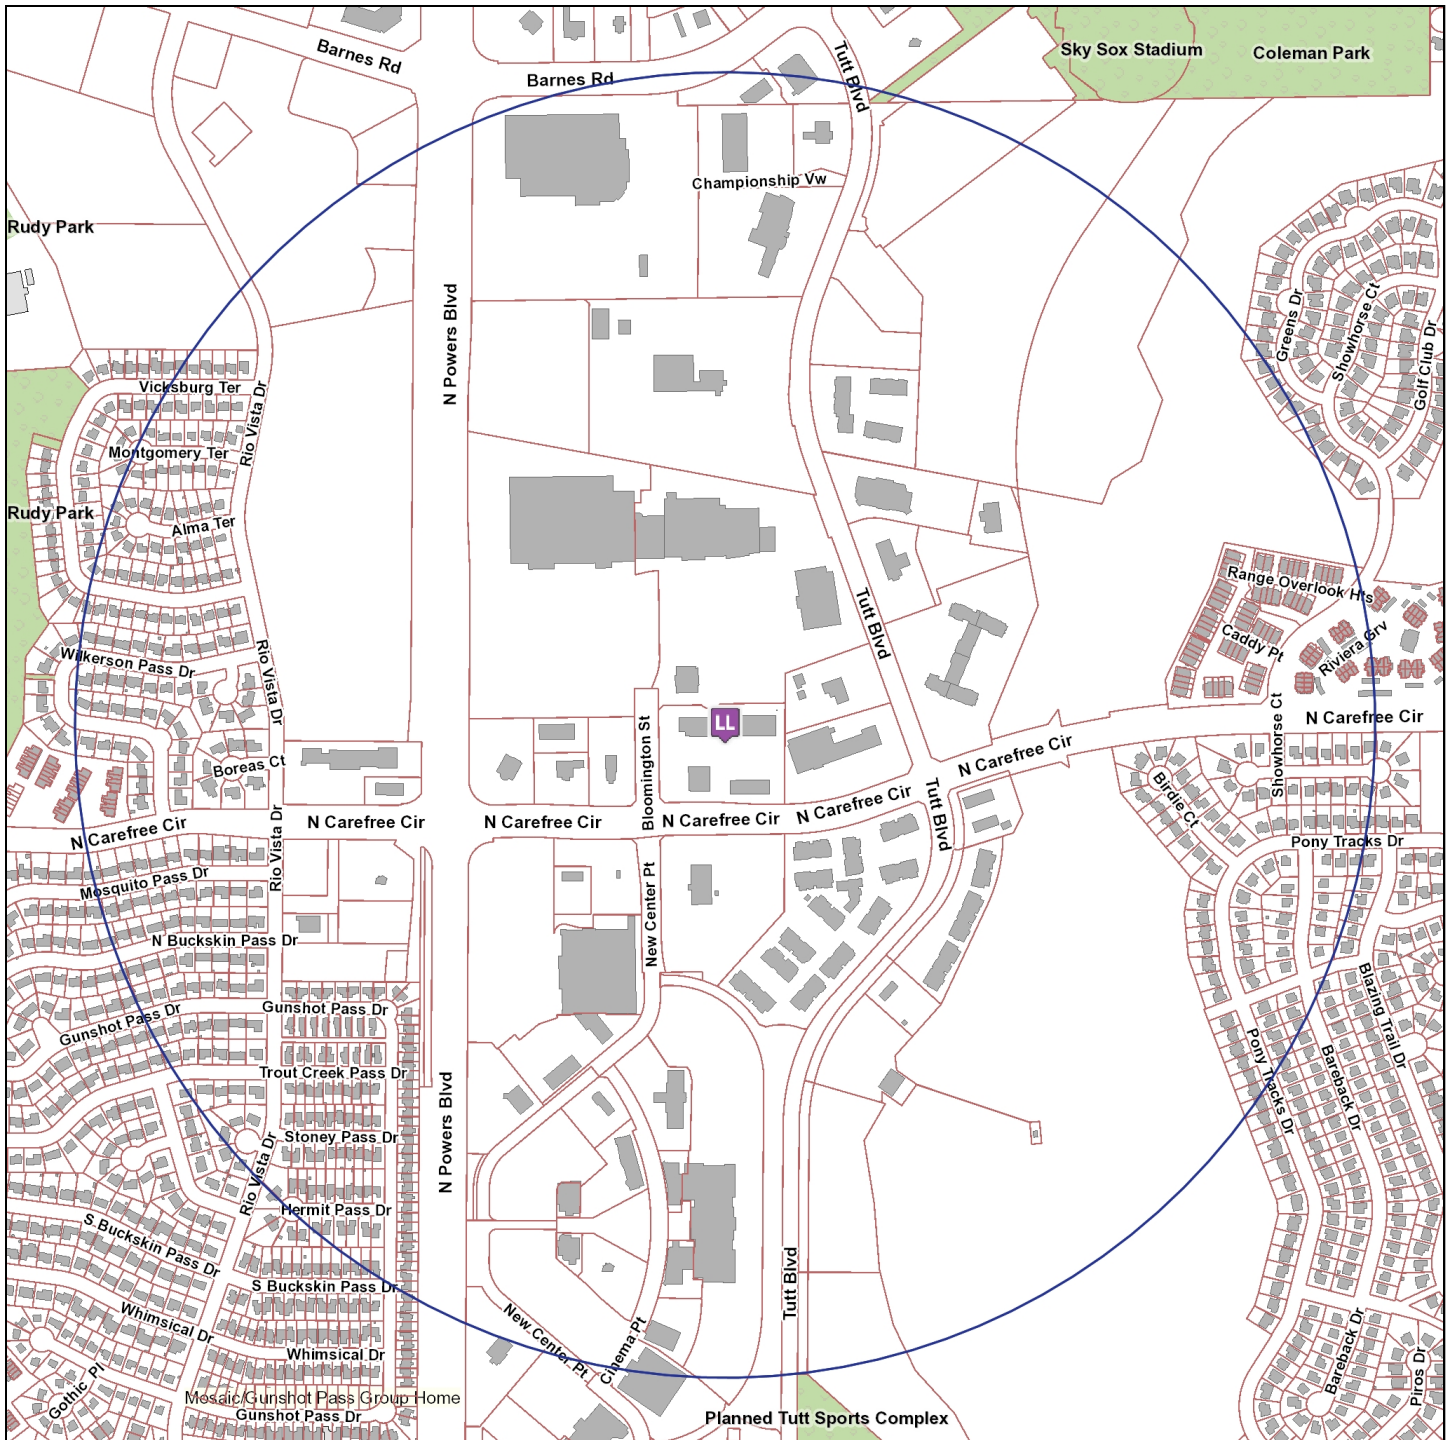 Barnes Rd
Barnes Rd
Tutt Blvd
Sky Sox Stadium
Coleman Park
Championship Vw
Rudy Park
N Powers Blvd
Greens Dr
Showhorse Ct
Golf Club Dr
Vicksburg Ter
Rio Vista Dr
Montgomery Ter
Rudy Park
Alma Ter
Range Overlook Hts
Tutt Blvd
Caddy Pt
Riviera Grv
Wilkerson Pass Dr
Rio Vista Dr
LL
N Carefree Cir
Showhorse Ct
Bloomington St
N Carefree Cir
Boreas Ct
Birdie Ct
N Carefree Cir
N Carefree Cir
N Carefree Cir
N Carefree Cir
N Carefree Cir
Tutt Blvd
Rio Vista Dr
Pony Tracks Dr
Mosquito Pass Dr
New Center Pt
N Buckskin Pass Dr
Gunshot Pass Dr
Gunshot Pass Dr
Blazing Trail Dr
Trout Creek Pass Dr
Pony Tracks Dr
Bareback Dr
N Powers Blvd
Stoney Pass Dr
Rio Vista Dr
Hermit Pass Dr
S Buckskin Pass Dr
S Buckskin Pass Dr
Tutt Blvd
Whimsical Dr
New Center Pt
Cinema Pt
Whimsical Dr
Bareback Dr
Piros Dr
Gothic Pl
Mosaic/Gunshot Pass Group Home
Gunshot Pass Dr
Planned Tutt Sports Complex